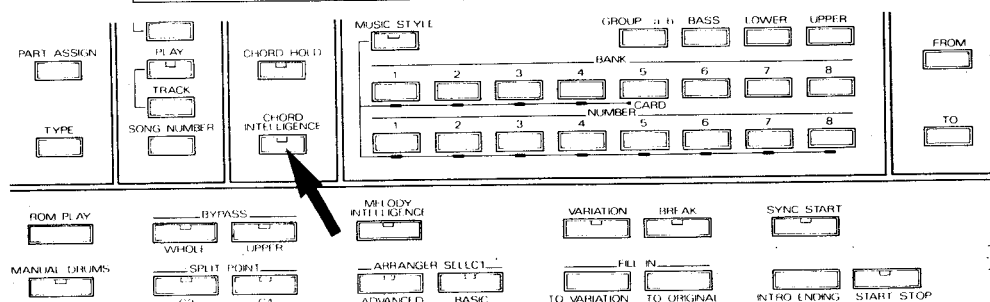 MUSIC STYLE
GROUP a b BASS LOWER UPPER
PART ASSIGN
PLAY
CHORD HOLD
FROM
BANK
1 2 3 4 5 6 7 8
TRACK
CARD
CHORD
INTELLIGENCE
NUMBER
TYPE
SONG NUMBER
1 2 3 4 5 6 7 8
TO
MELODY
INTELLIGENCE
ROM PLAY
BYPASS
VARIATION BREAK
SYNC START
WHOLE UPPER
MANUAL DRUMS
SPLIT POINT
ARRANGER SELECT
FILL IN
ADVANCED BASIC
TO VARIATION TO ORIGINAL
INTRO ENDING START STOP